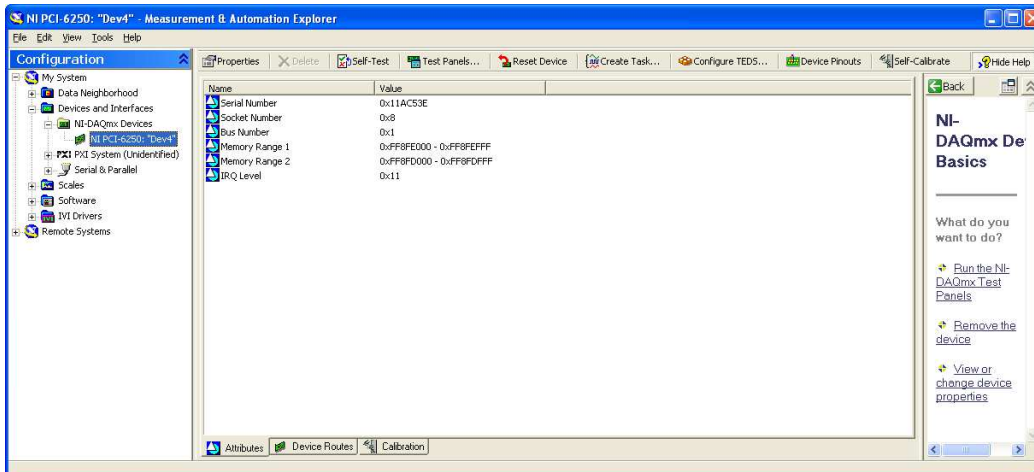 NI PCI-6250: "Dev4" - Measurement & Automation Explorer
File Edit View Tools Help
Configuration
My System
Data Neighborhood
Devices and Interfaces
NI-DAQmx Devices
NI PCI-6250: "Dev4"
PXI PXI System (Unidentified)
Serial & Parallel
Scales
Software
IVI Drivers
Remote Systems
Properties Delete Self-Test Test Panels... Reset Device Create Task... Configure TEDS... Device Pinouts Self-Calibrate Hide Help
Name Value
Serial Number 0x11AC53E
Socket Number 0x8
Bus Number 0x1
Memory Range 1 0xFF8FE000 - 0xFF8FEFFF
Memory Range 2 0xFF8FD000 - 0xFF8FDFFF
IRQ Level 0x11
Attributes Device Routes Calibration
Back
NI-
DAQmx De
Basics
What do you
want to do?
Run the NI-
DAQmx Test
Panels
Remove the
device
View or
change device
properties